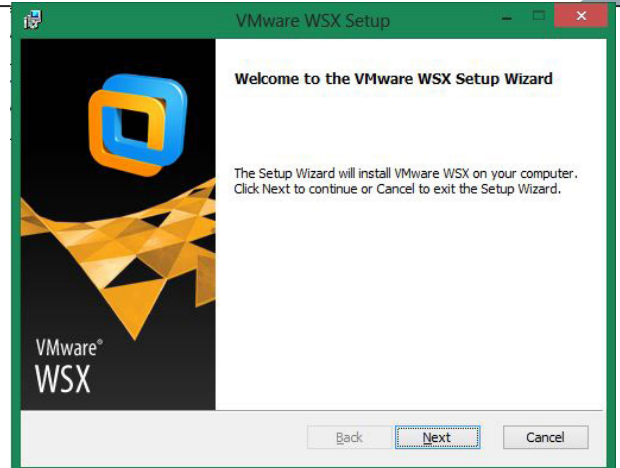 VMware WSX Setup
Welcome to the VMware WSX Setup Wizard
The Setup Wizard will install VMware WSX on your computer.
Click Next to continue or Cancel to exit the Setup Wizard.
VMware®
WSX
Back Next Cancel